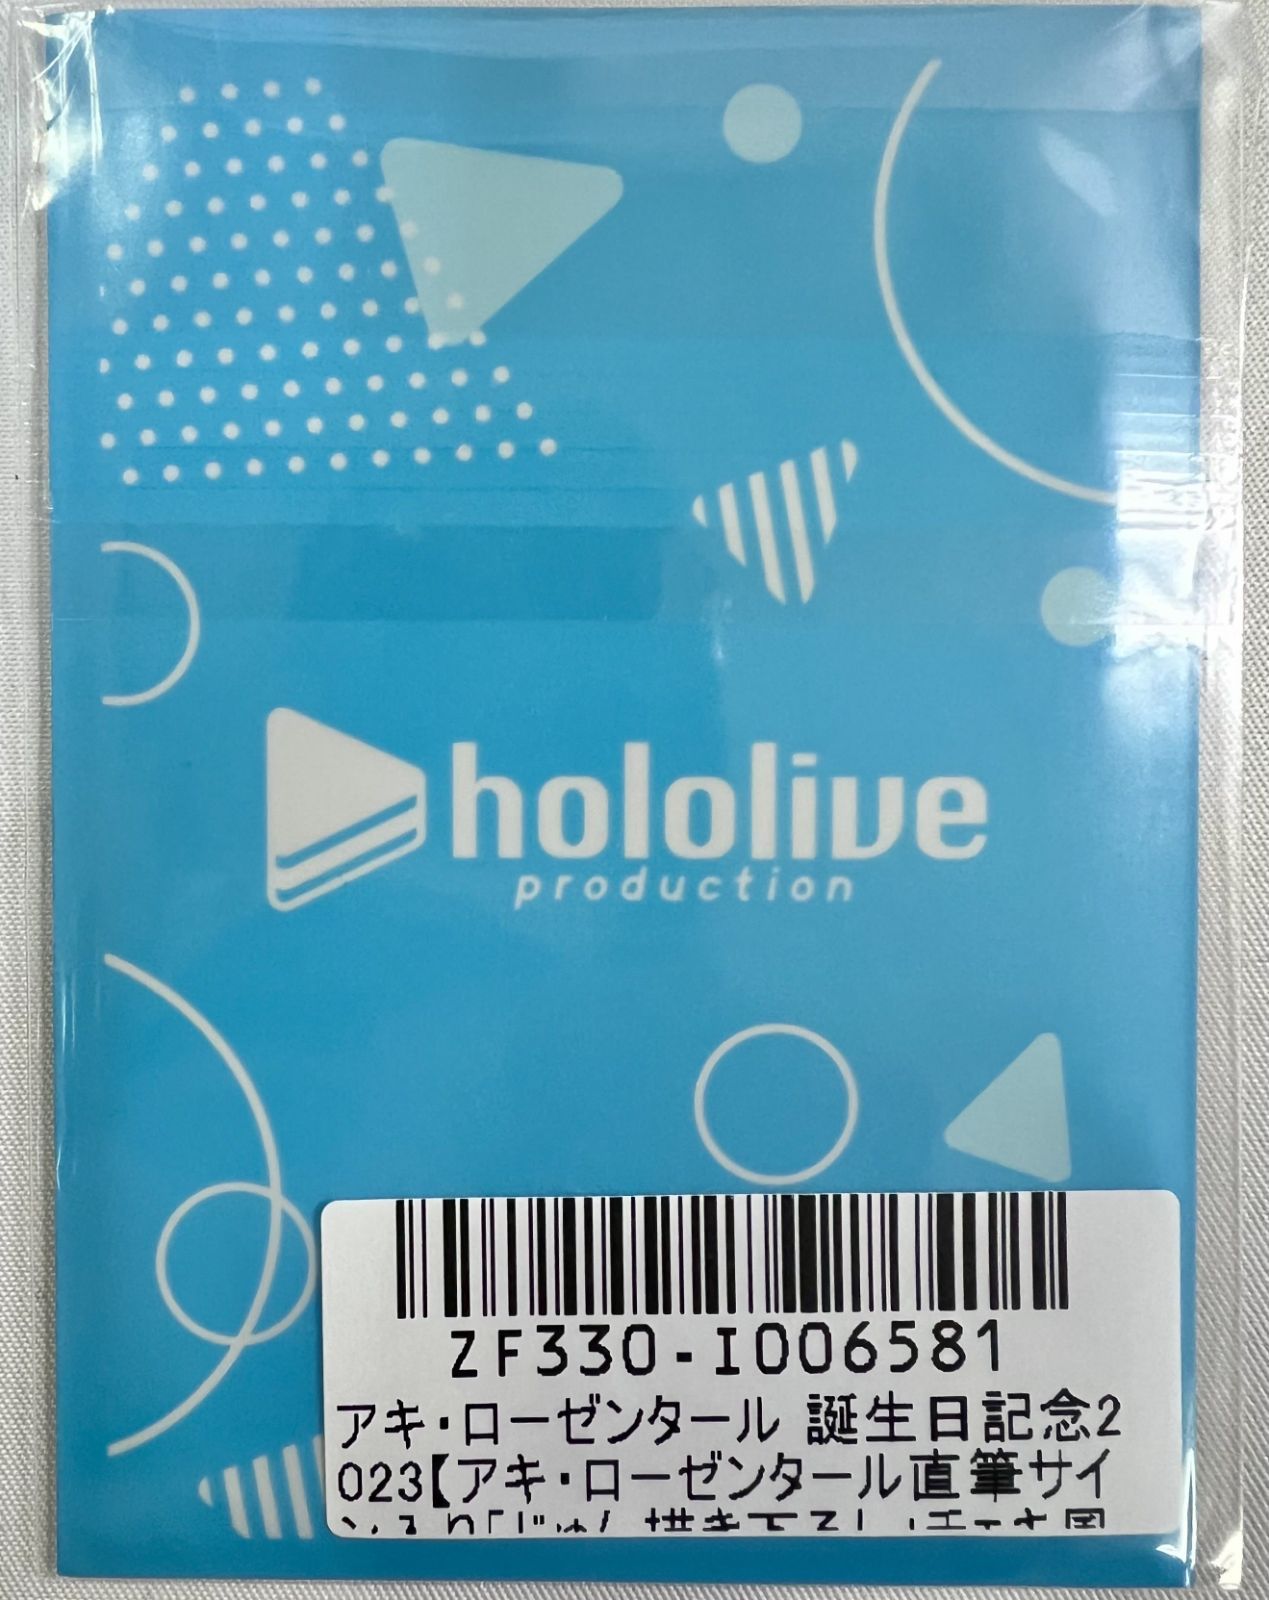 hololive
production
ZF330-I006581
アキ・ローゼンタール 誕生日記念2
023【アキ・ローゼンタール直筆サイ